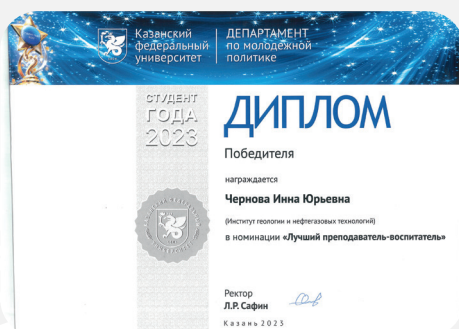 Казанский
федеральный
университет
ДЕПАРТАМЕНТ
по молодежной
политике
СТУДЕНТ
ГОДА
2023
ДИПЛОМ
Победителя
награждается
Чернова Инна Юрьевна
(Институт геологии и нефтегазовых технологий)
в номинации «Лучший преподаватель-воспитатель»
Ректор
Л.Р. Сафин
Казань 2023